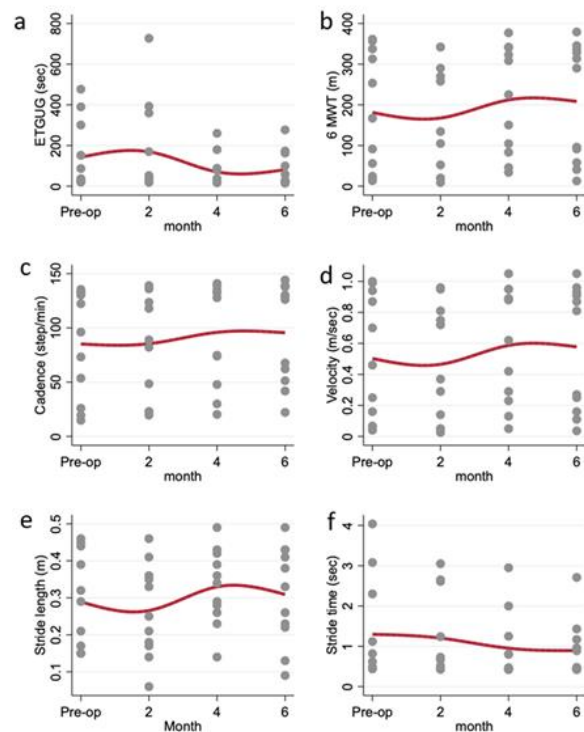 a
ETGUG (sec)
800
600
400
200
0
Pre-op 2 4 6
month
b
6 MWT (m)
400
300
200
100
0
Pre-op 2 4 6
month
c
Cadence (step/min)
150
100
50
0
Pre-op 2 4 6
month
d
Velocity (m/sec)
1.0
0.8
0.6
0.4
0.2
0
Pre-op 2 4 6
month
e
Stride length (m)
0.5
0.4
0.3
0.2
0.1
Pre-op 2 4 6
Month
f
Stride time (sec)
4
3
2
1
0
Pre-op 2 4 6
month